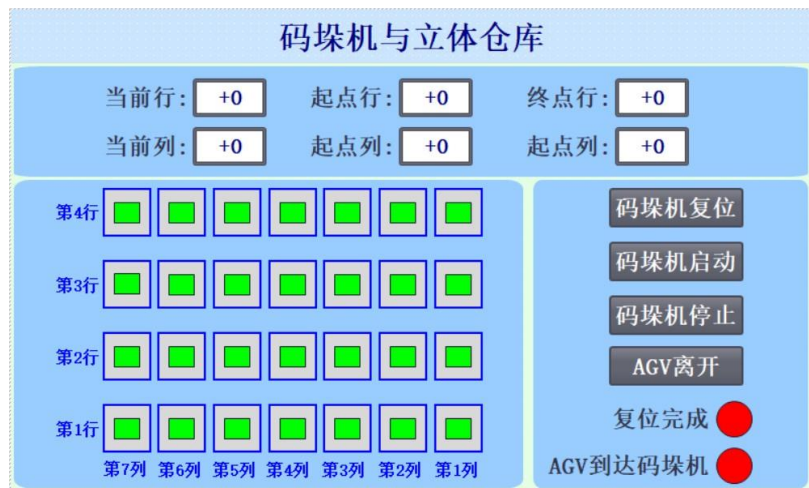 码垛机与立体仓库
当前行: +0 起点行: +0 终点行: +0
当前列: +0 起点列: +0 起点列: +0
第4行 码垛机复位
第3行 码垛机启动
码垛机停止
第2行 AGV离开
第1行 复位完成
第7列 第6列 第5列 第4列 第3列 第2列 第1列 AGV到达码垛机